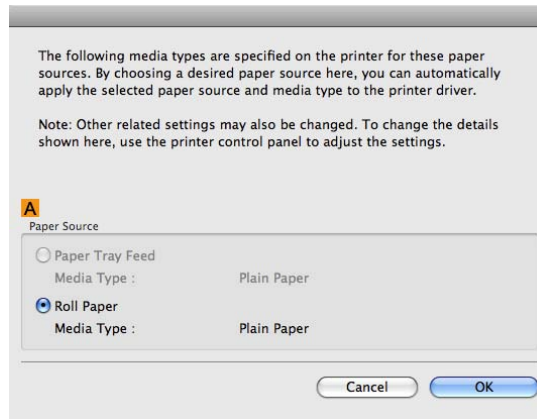 The following media types are specified on the printer for these paper
sources. By choosing a desired paper source here, you can automatically
apply the selected paper source and media type to the printer driver.
Note: Other related settings may also be changed. To change the details
shown here, use the printer control panel to adjust the settings.
A
Paper Source
Paper Tray Feed
Media Type : Plain Paper
Roll Paper
Media Type : Plain Paper
Cancel OK